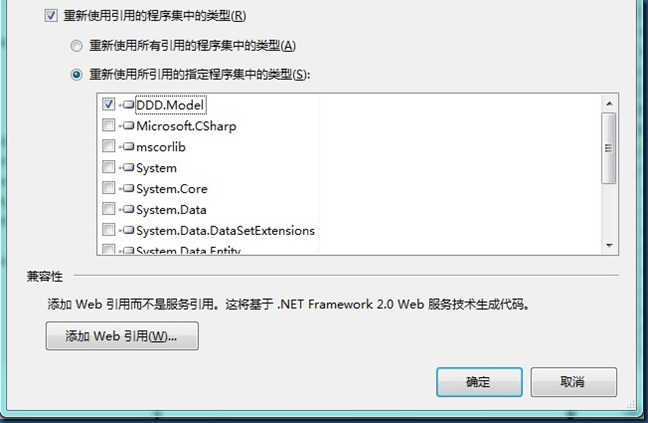 重新使用引用的程序集中的类型(R)
重新使用所有引用的程序集中的类型(A)
重新使用所引用的指定程序集中的类型(S):
DDD.Model
Microsoft.CSharp
mscorlib
System
System.Core
System.Data
System.Data.DataSetExtensions
System.Data.Entity
兼容性
添加 Web 引用而不是服务引用。这将基于 .NET Framework 2.0 Web 服务技术生成代码。
添加 Web 引用(W)...
确定
取消